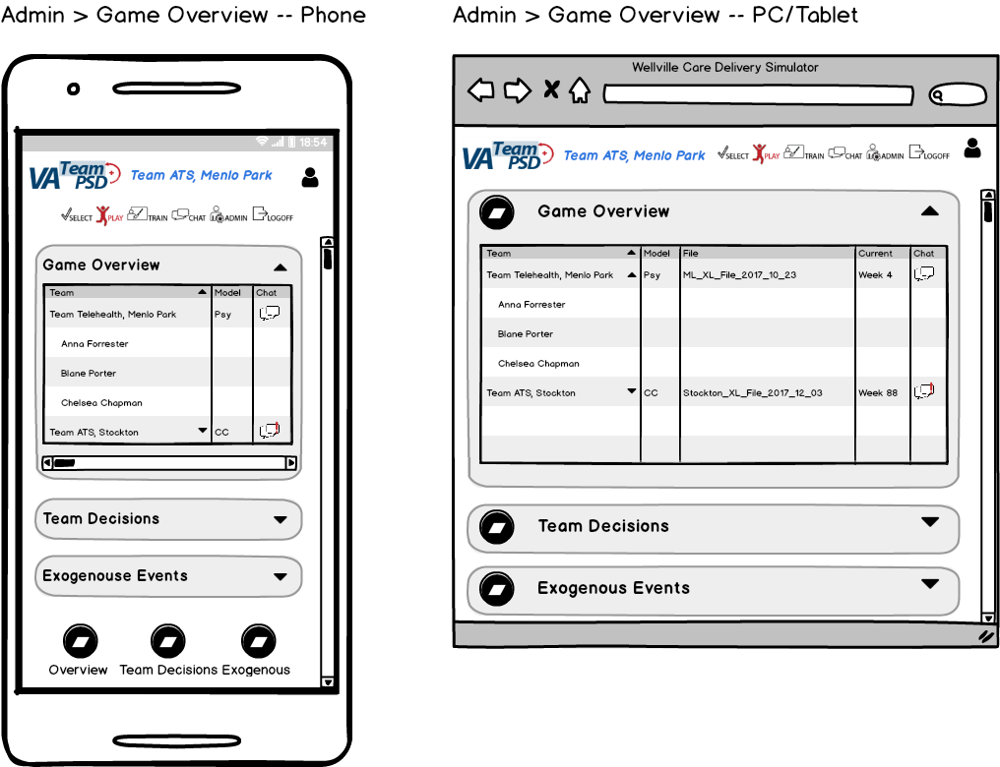 Admin > Game Overview -- Phone
18:54
VA Team PSD
Team ATS, Menlo Park
SELECT PLAY TRAIN CHAT ADMIN LOGOFF
Game Overview
Team Model Chat
Team Telehealth, Menlo Park Psy
Anna Forrester
Blane Porter
Chelsea Chapman
Team ATS, Stockton CC
Team Decisions
Exogenouse Events
Overview Team Decisions Exogenous
Admin > Game Overview -- PC/Tablet
Wellville Care Delivery Simulator
VA Team PSD
Team ATS, Menlo Park SELECT PLAY TRAIN CHAT ADMIN LOGOFF
Game Overview
Team Model File Current Chat
Team Telehealth, Menlo Park Psy ML_XL_File_2017_10_23 Week 4
Anna Forrester
Blane Porter
Chelsea Chapman
Team ATS, Stockton CC Stockton_XL_File_2017_12_03 Week 88
Team Decisions
Exogenous Events